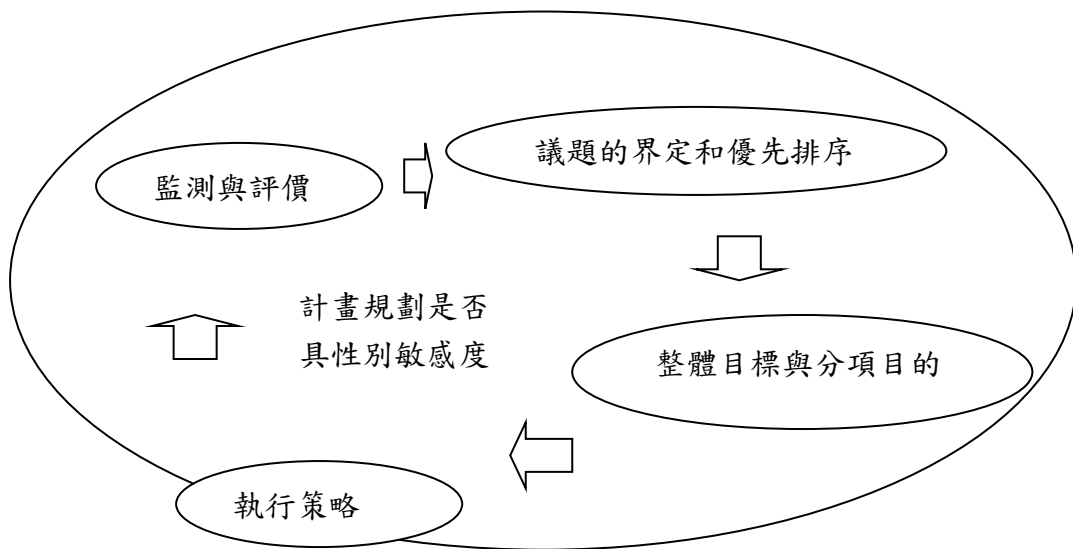 議題的界定和優先排序
監測與評價
計畫規劃是否
具性別敏感度
整體目標與分項目的
執行策略